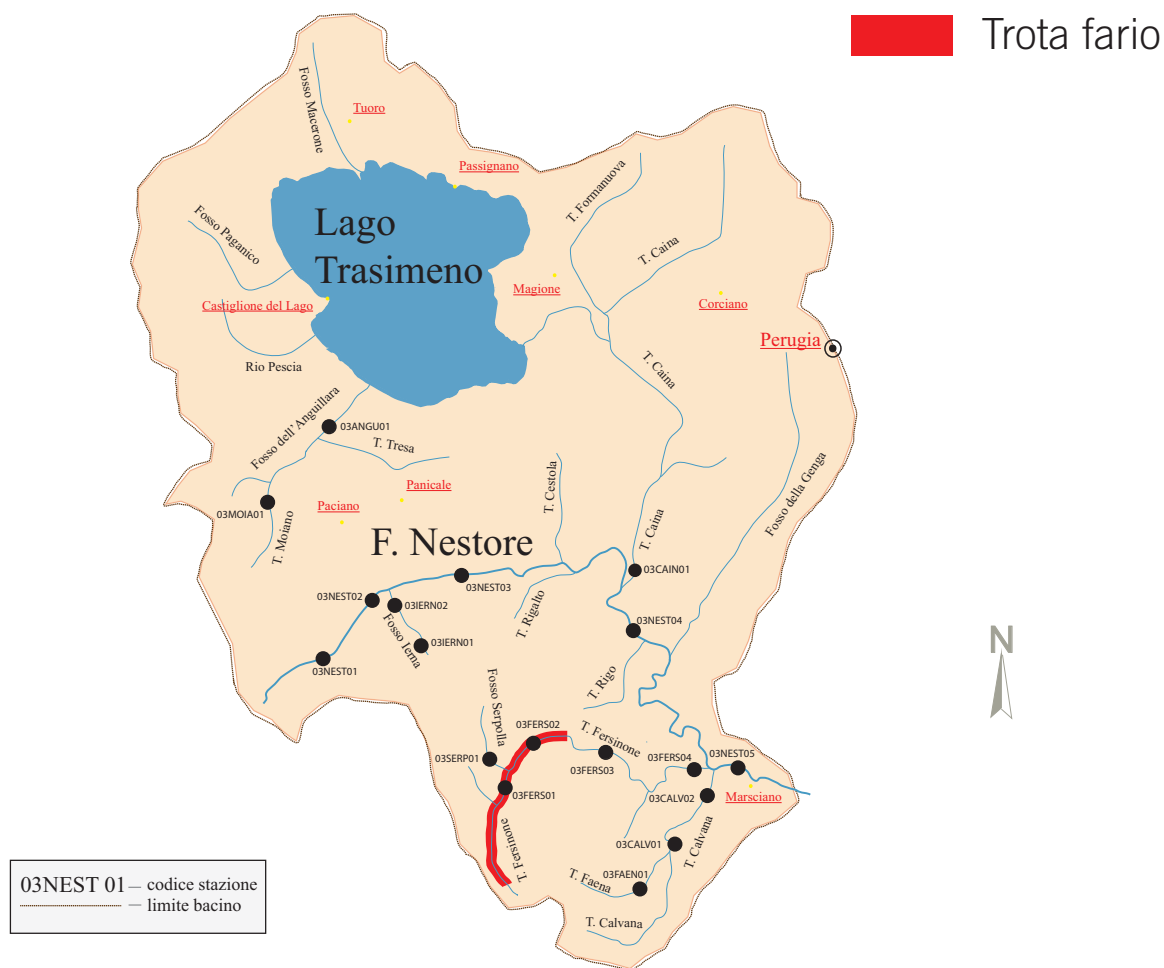 Trota fario
Fosso Macerone
Tuoro
Passignano
T. Formanuova
Fosso Paganico
Lago
Trasimeno
T. Caina
Magione
Corciano
Castiglione del Lago
Perugia
Rio Pescia
T. Caina
Fosso dell'Anguillara
03ANGU01
T. Tresa
T. Cestola
Fosso della Genga
Panicale
Paciano
03MOIA01
T. Moiano
F. Nestore
T. Caina
03CAIN01
03NEST03
03NEST02
03IERN02
T. Rigalto
Fosso Ierna
03NEST04
03IERN01
03NEST01
N
T. Rigo
Fosso Serpolla
03FERS02
T. Fersinone
03SERP01
03FERS03
03FERS04
03NEST05
03FERS01
03CALV02
Marsciano
T. Fersinone
03CALV01
T. Calvana
03FAEN01
T. Faena
T. Calvana
03NEST 01 – codice stazione
– limite bacino